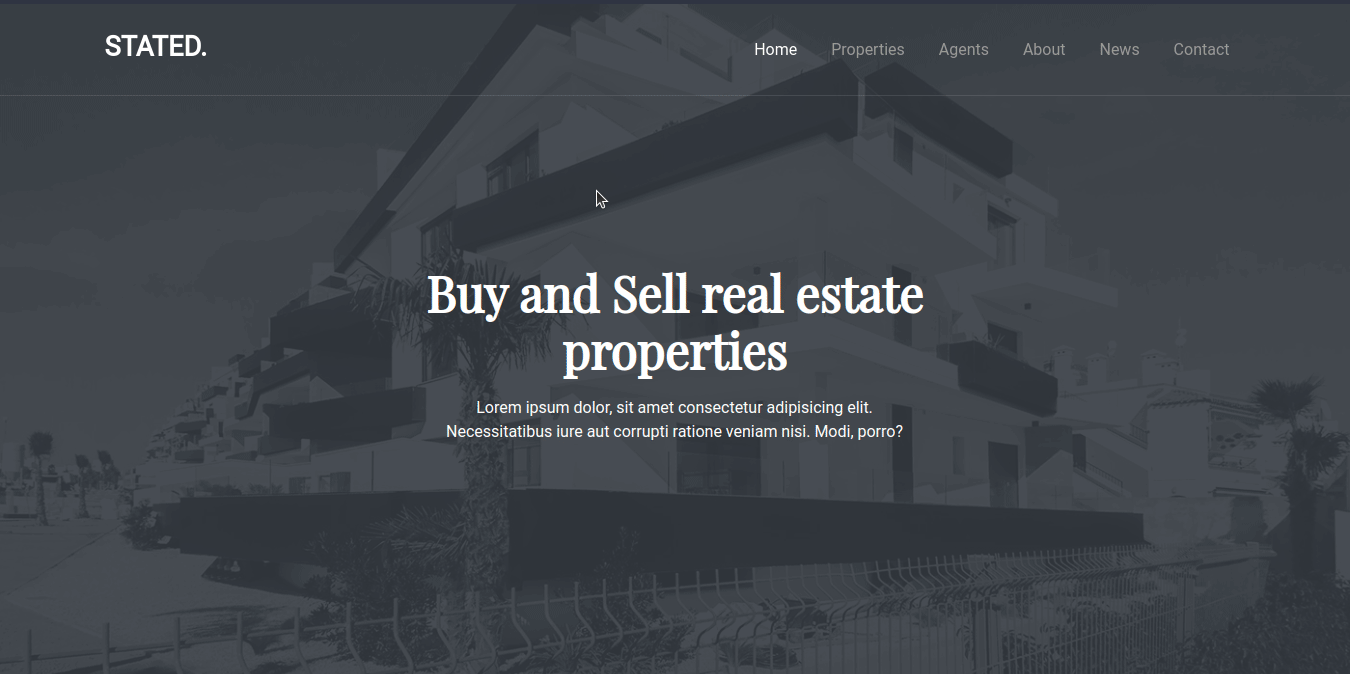 STATED.
Home Properties Agents About News Contact
Buy and Sell real estate
properties
Lorem ipsum dolor, sit amet consectetur adipisicing elit.
Necessitatibus iure aut corrupti ratione veniam nisi. Modi, porro?